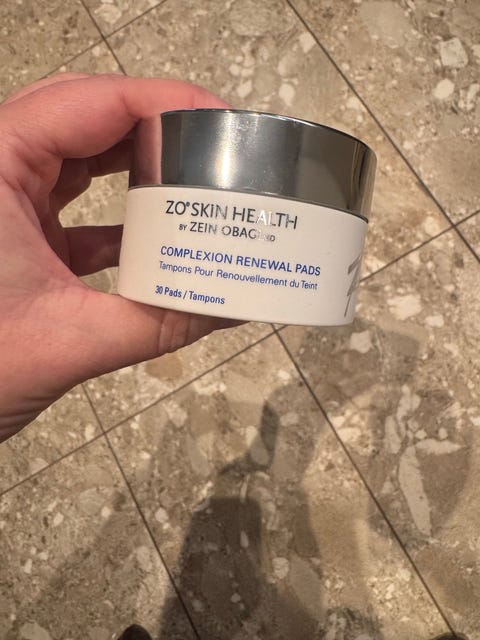 ZO® SKIN HEALTH
BY ZEIN OBAGI MD
COMPLEXION RENEWAL PADS
Tampons Pour Renouvellement du Teint
30 Pads / Tampons